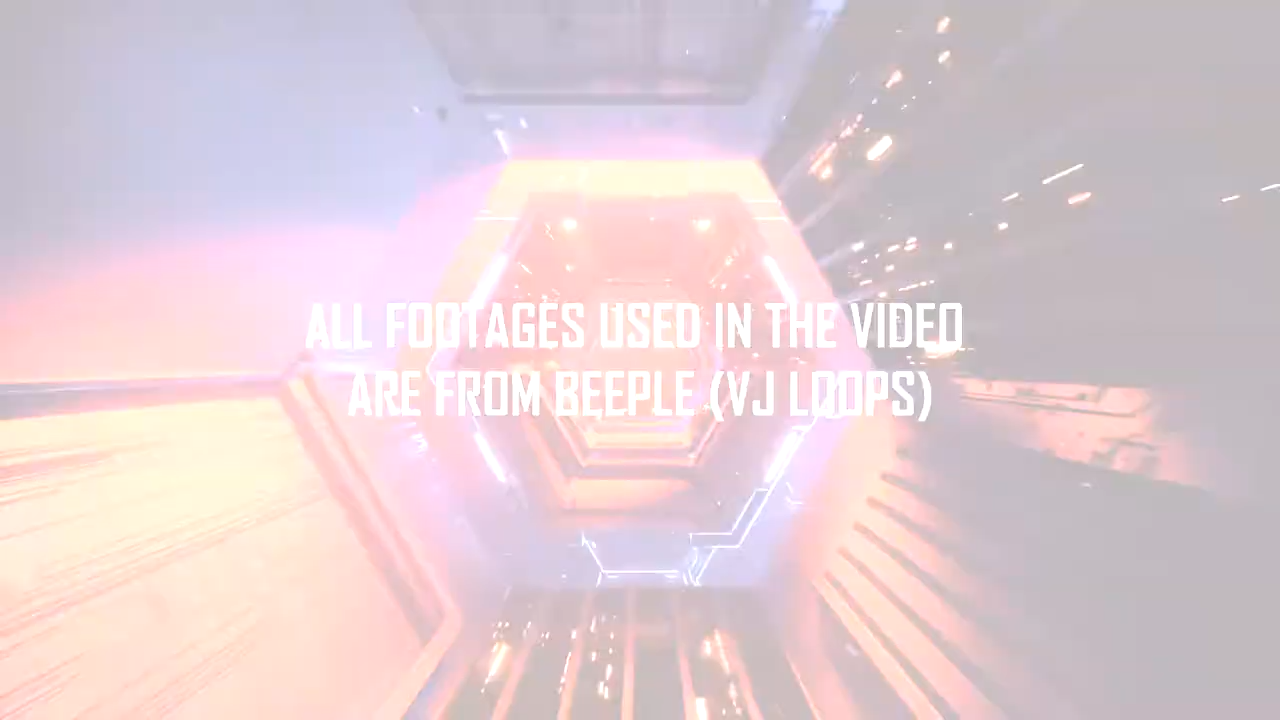 ALL FOOTAGES USED IN THE VIDEO
ARE FROM BEEPLE (VJ LOOPS)